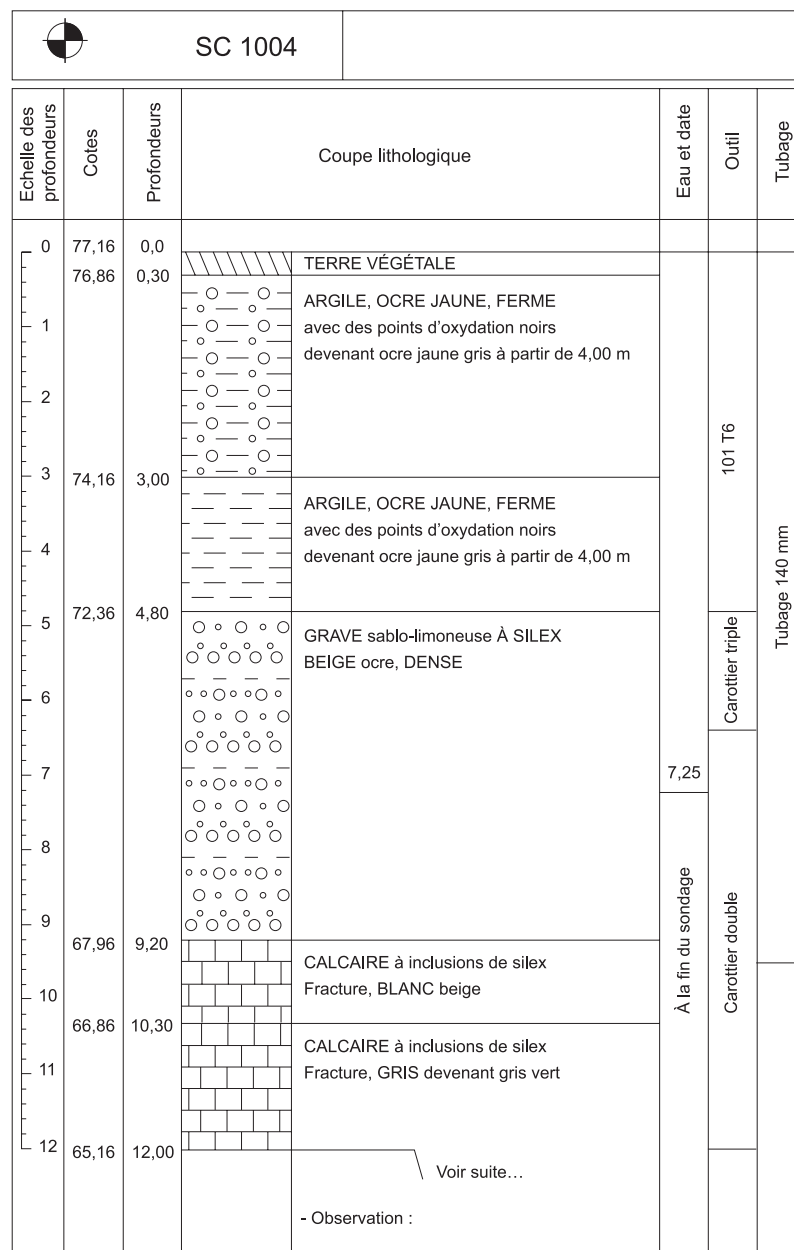 SC 1004
Echelle des
profondeurs
Cotes
Profondeurs
Coupe lithologique
Eau et date
Outil
Tubage
0 77,16 0,0
TERRE VÉGÉTALE
76,86 0,30
ARGILE, OCRE JAUNE, FERME
1
avec des points d’oxydation noirs
devenant ocre jaune gris à partir de 4,00 m
2
101 T6
3
74,16 3,00
ARGILE, OCRE JAUNE, FERME
avec des points d’oxydation noirs
4
devenant ocre jaune gris à partir de 4,00 m
Tubage 140 mm
72,36 4,80
5
GRAVE sablo-limoneuse À SILEX
BEIGE ocre, DENSE
Carottier triple
6
7
7,25
8
9
67,96 9,20
CALCAIRE à inclusions de silex
Fracture, BLANC beige
À la fin du sondage
Carottier double
10
66,86 10,30
CALCAIRE à inclusions de silex
11
Fracture, GRIS devenant gris vert
12
65,16 12,00
Voir suite…
- Observation :